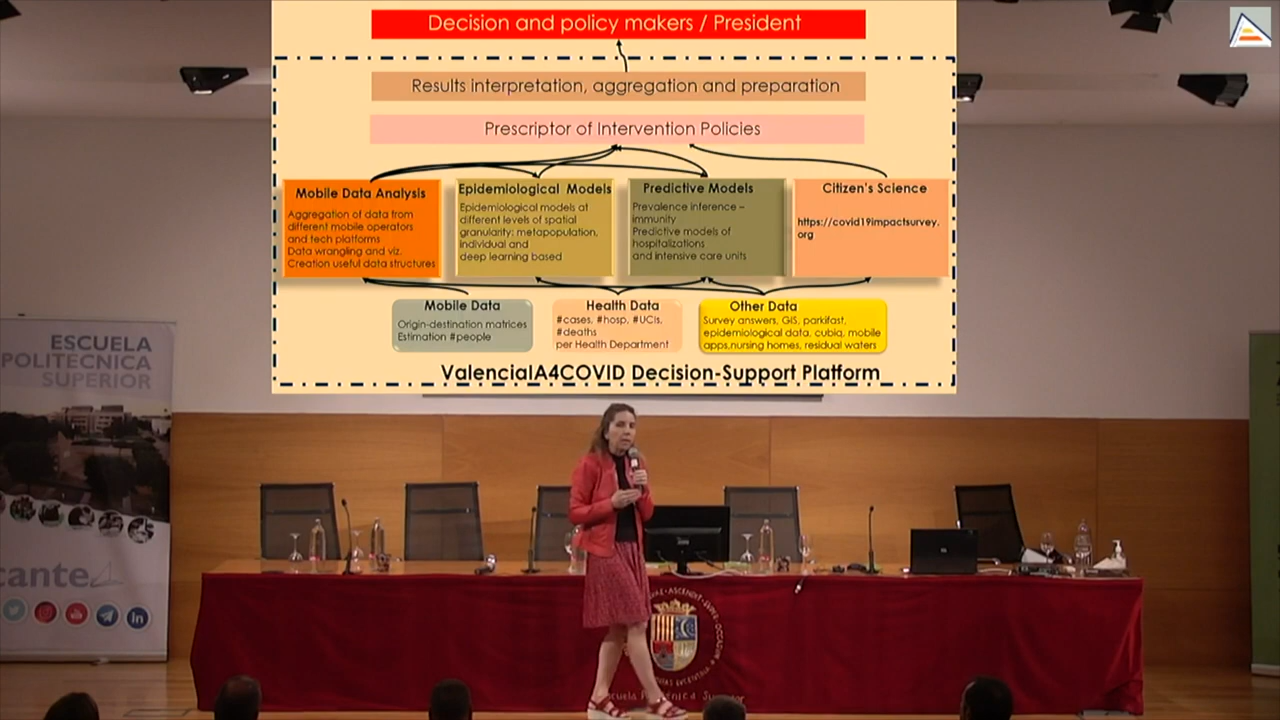 Decision and policy makers / President
Results interpretation, aggregation and preparation
Prescriptor of Intervention Policies
Mobile Data Analysis
Aggregation of data from
different mobile operators
and tech platforms
Data wrangling and viz.
Creation useful data structures
Epidemiological Models
Epidemiological models at
different levels of spatial
granularity: metapopulation,
individual and
deep learning based
Predictive Models
Prevalence inference –
immunity
Predictive models of
hospitalizations
and intensive care units
Citizen's Science
https://covid19impactsurvey.
org
Mobile Data
Origin-destination matrices
Estimation #people
Health Data
#cases, #hosp, #UCIs,
#deaths
per Health Department
Other Data
Survey answers, GIS, parkifast,
epidemiological data, cubiq, mobile
apps,nursing homes, residual waters
ValenciaIA4COVID Decision-Support Platform
ESCUELA
POLITECNICA
SUPERIOR
cante